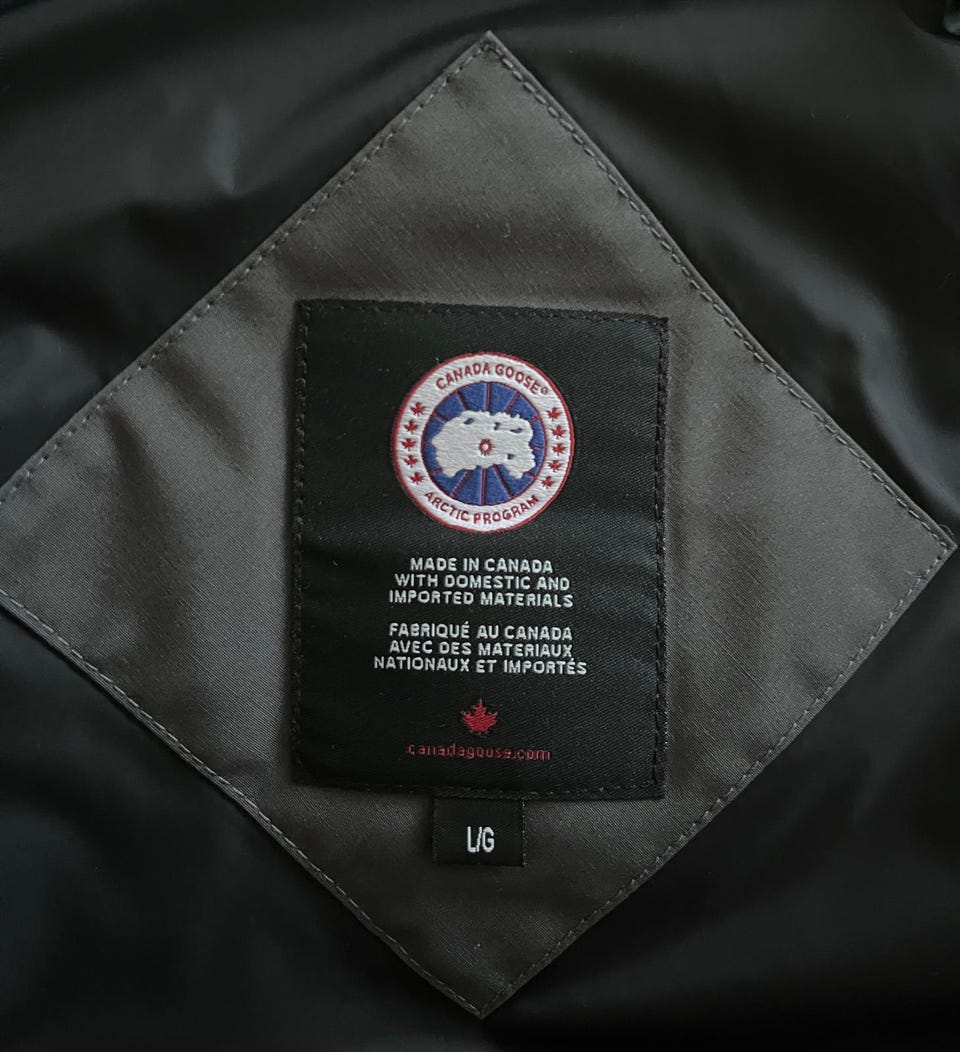 CANADA GOOSE®
ARCTIC PROGRAM
MADE IN CANADA
WITH DOMESTIC AND
IMPORTED MATERIALS
FABRIQUÉ AU CANADA
AVEC DES MATERIAUX
NATIONAUX ET IMPORTÉS
canadagoose.com
L/G